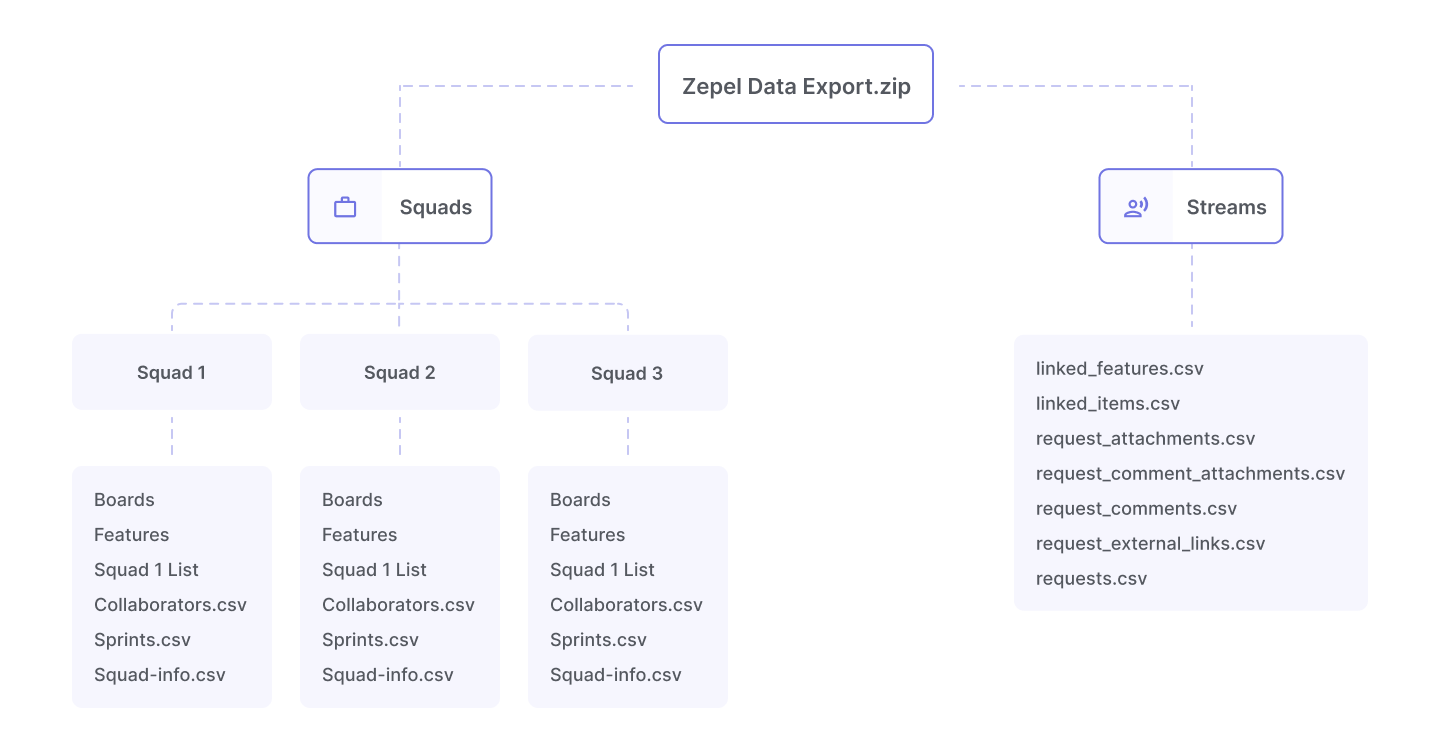 Zepel Data Export.zip
Squads
Streams
Squad 1
Squad 2
Squad 3
Boards
Features
Squad 1 List
Collaborators.csv
Sprints.csv
Squad-info.csv
Boards
Features
Squad 1 List
Collaborators.csv
Sprints.csv
Squad-info.csv
Boards
Features
Squad 1 List
Collaborators.csv
Sprints.csv
Squad-info.csv
linked_features.csv
linked_items.csv
request_attachments.csv
request_comment_attachments.csv
request_comments.csv
request_external_links.csv
requests.csv